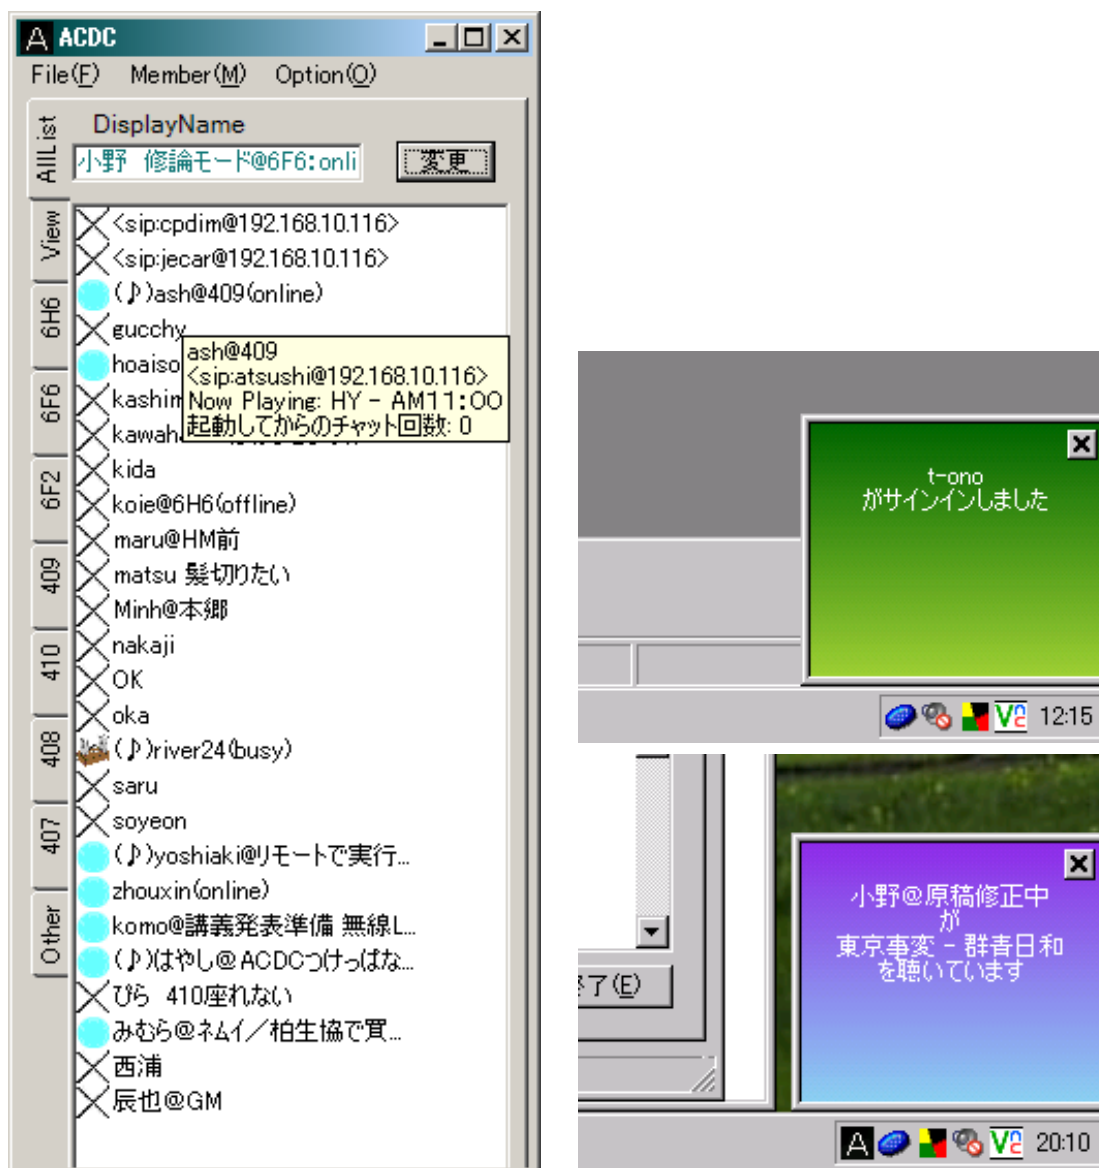 ACDC
File(F) Member(M) Option(O)
AllList
View
6H6
6F6
6F2
409
410
408
407
Other
DisplayName
小野 修論モード@6F6:onli
変更
<sip:cpdim@192.168.10.116>
<sip:jecar@192.168.10.116>
(♪)ash@409(online)
gucchy
hoaiso
ash@409
<sip:atsushi@192.168.10.116>
Now Playing: HY - AM11:00
起動してからのチャット回数: 0
kashim
kawaha
kida
koie@6H6(offline)
maru@HM前
matsu 髪切りたい
Minh@本郷
nakaji
OK
oka
(♪)river24(busy)
saru
soyeon
(♪)yoshiaki@リモートで実行...
zhouxin(online)
komo@講義発表準備 無線L...
(♪)はやし@ACDCつけっぱな...
ぴら 410座れない
みむら@ネムイ/柏生協で買...
西浦
辰也@GM
t-ono
がサインインしました
12:15
小野@原稿修正中
が
東京事変 - 群青日和
を聴いています
了(E)
20:10